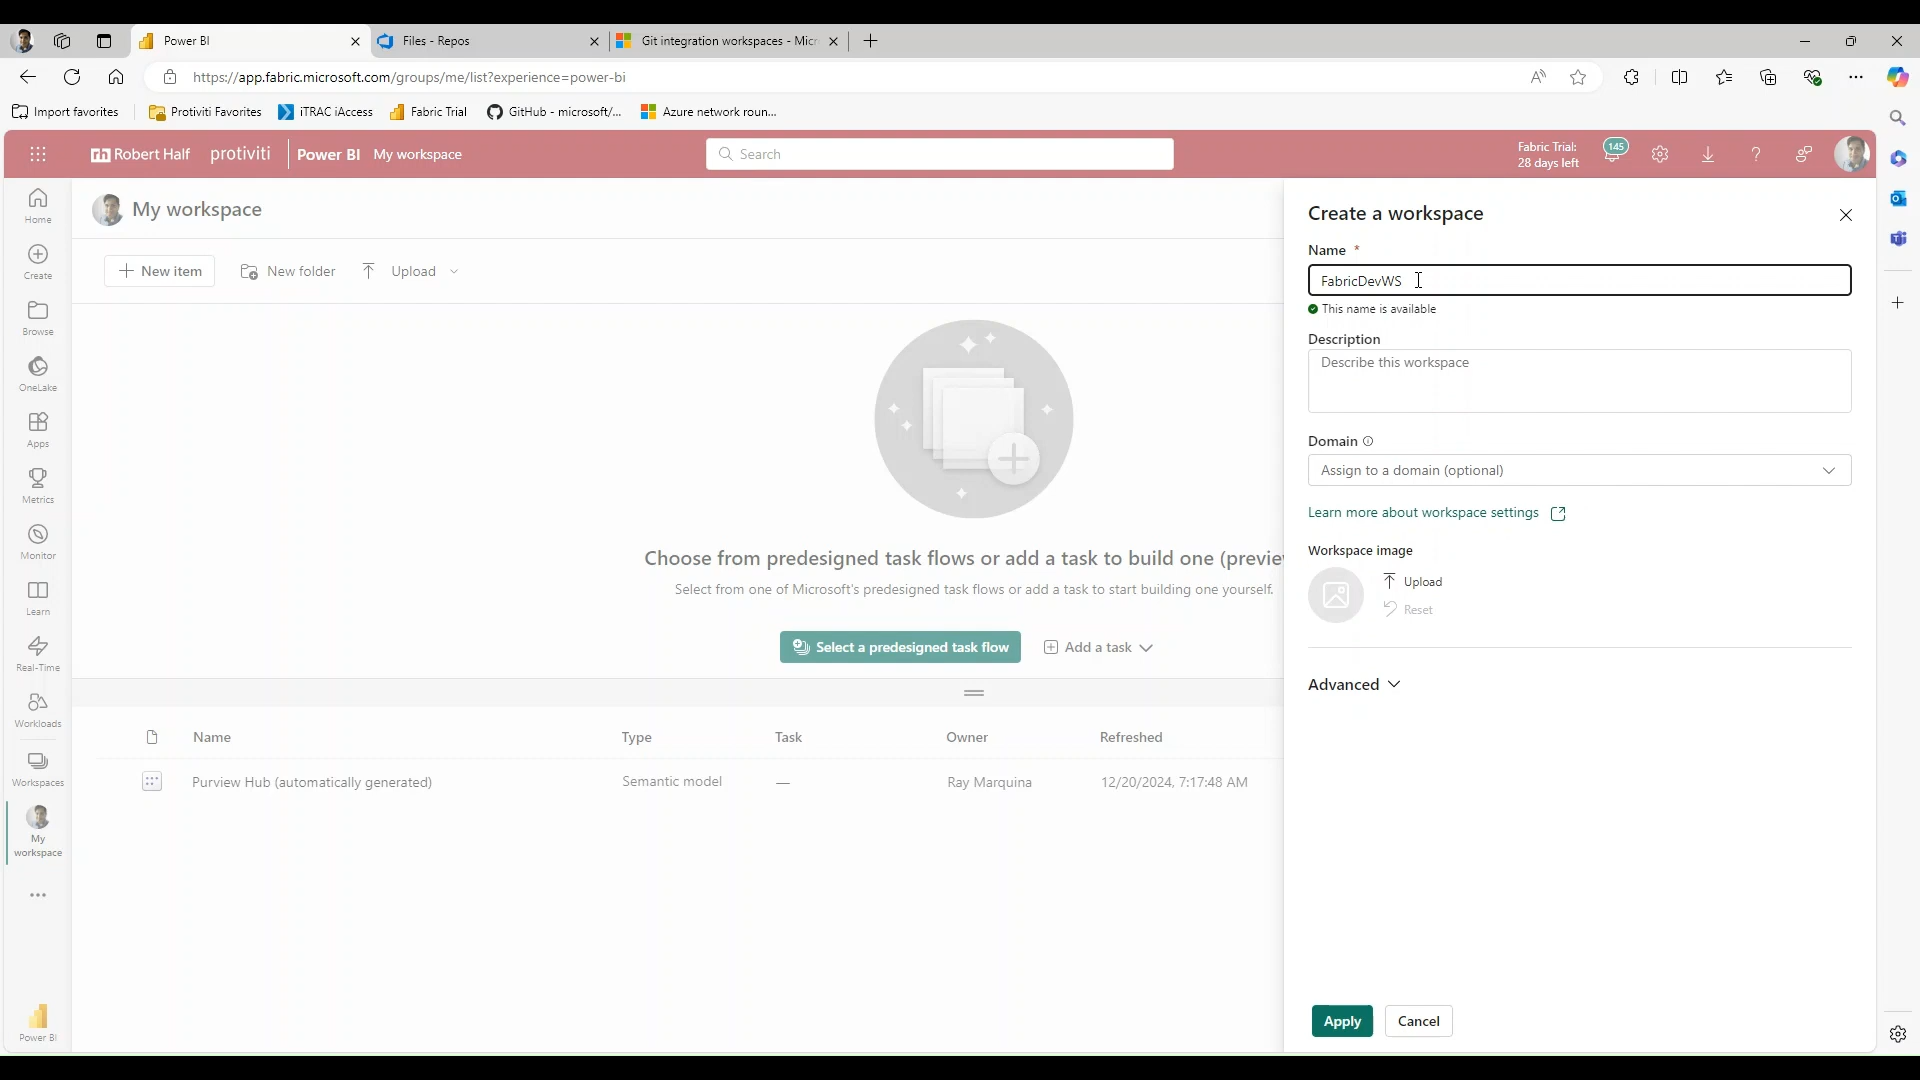 Power BI
Files - Repos
Git integration workspaces - Micr
https://app.fabric.microsoft.com/groups/me/list?experience=power-bi
Import favorites
Protiviti Favorites
iTRAC iAccess
Fabric Trial
GitHub - microsoft/...
Azure network roun...
rh Robert Half
protiviti
Power BI
My workspace
Search
Fabric Trial:
28 days left
145
Home
Create
Browse
OneLake
Apps
Metrics
Monitor
Learn
Real-Time
Workloads
Workspaces
My
workspace
Power BI
My workspace
New item
New folder
Upload
Choose from predesigned task flows or add a task to build one (previe
Select from one of Microsoft's predesigned task flows or add a task to start building one yourself.
Select a predesigned task flow
Add a task
Name
Type
Task
Owner
Refreshed
Purview Hub (automatically generated)
Semantic model
—
Ray Marquina
12/20/2024, 7:17:48 AM
Create a workspace
Name *
FabricDevWS
This name is available
Description
Describe this workspace
Domain
Assign to a domain (optional)
Learn more about workspace settings
Workspace image
Upload
Reset
Advanced
Apply
Cancel